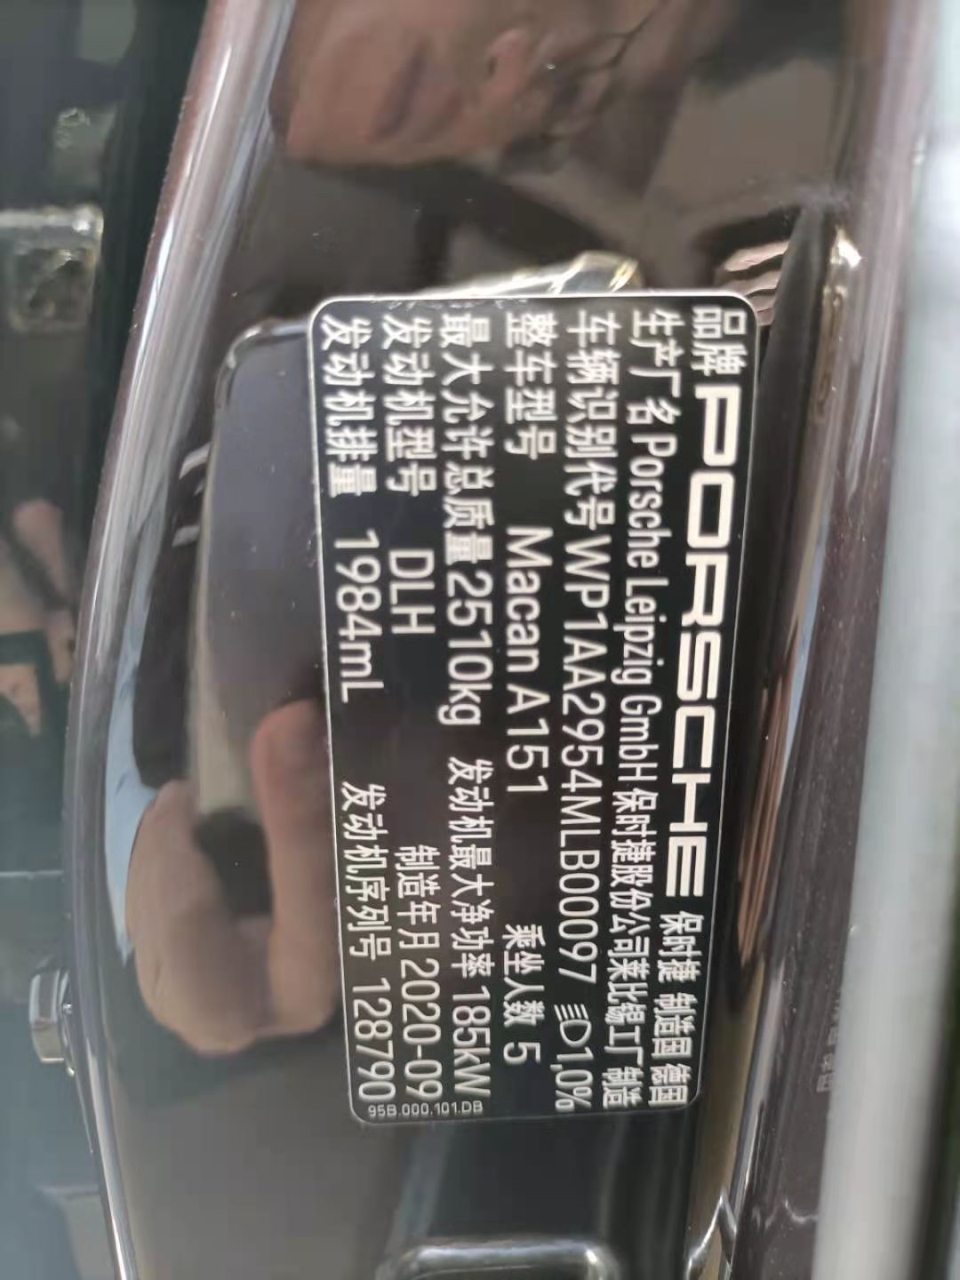 品牌 PORSCHE 保时捷 制造国 德国
生产厂名 Porsche Leipzig GmbH 保时捷股份公司莱比锡工厂制造
车辆识别代号 WP1AA2954MLB00097 1,0%
整车型号 Macan A151 乘坐人数 5
最大允许总质量 2510kg 发动机最大净功率 185kW
发动机型号 DLH 制造年月 2020-09
发动机排量 1984mL 发动机序列号 128790
95B.000.101.DB